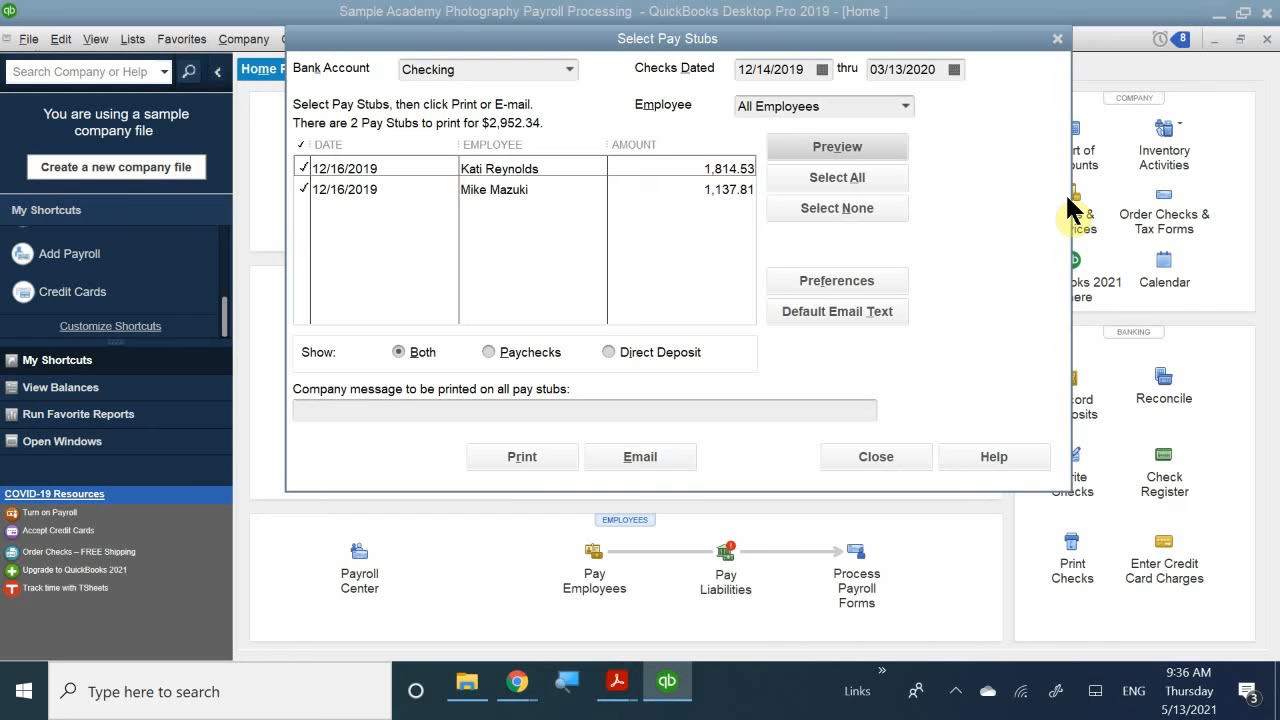 Sample Academy Photography Payroll Processing - QuickBooks Desktop Pro 2019 - [Home ]
File Edit View Lists Favorites Company
8
Select Pay Stubs
Search Company or Help
Home
You are using a sample
company file
Create a new company file
My Shortcuts
Add Payroll
Credit Cards
Customize Shortcuts
My Shortcuts
View Balances
Run Favorite Reports
Open Windows
COVID-19 Resources
Turn on Payroll
Accept Credit Cards
Order Checks – FREE Shipping
Upgrade to QuickBooks 2021
Track time with TSheets
Bank Account
Checking
Checks Dated
12/14/2019
thru
03/13/2020
Select Pay Stubs, then click Print or E-mail.
There are 2 Pay Stubs to print for $2,952.34.
Employee
All Employees
✓ DATE EMPLOYEE AMOUNT
✓ 12/16/2019 Kati Reynolds 1,814.53
✓ 12/16/2019 Mike Mazuki 1,137.81
Preview
Select All
Select None
Preferences
Default Email Text
Show: Both Paychecks Direct Deposit
Company message to be printed on all pay stubs:
Print Email Close Help
COMPANY
Inventory
Activities
Order Checks &
Tax Forms
2021
Calendar
BANKING
Reconcile
Check
Register
Checks
Print
Checks
Enter Credit
Card Charges
EMPLOYEES
Payroll
Center
Pay
Employees
Pay
Liabilities
Process
Payroll
Forms
Type here to search
Links
ENG
9:36 AM
Thursday
5/13/2021
3